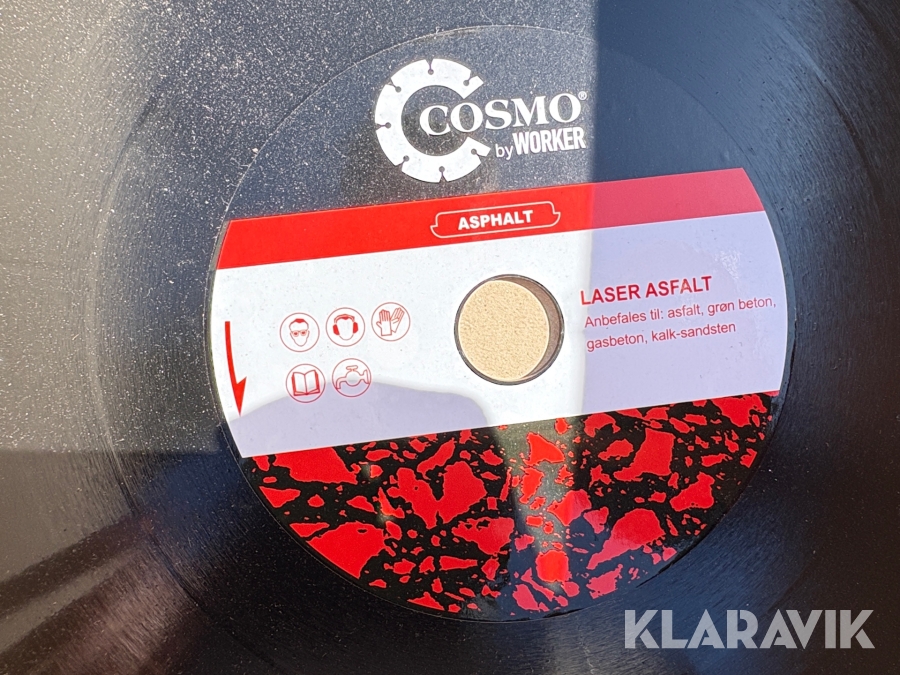 COSMO®
by WORKER
ASPHALT
LASER ASFALT
Anbefales til: asfalt, grøn beton,
gasbeton, kalk-sandsten
KLARAVIK